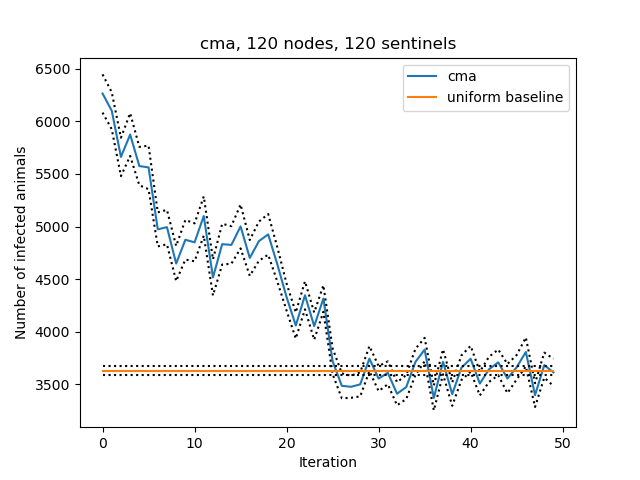 cma, 120 nodes, 120 sentinels
cma
uniform baseline
Number of infected animals
6500
6000
5500
5000
4500
4000
3500
0 10 20 30 40 50
Iteration